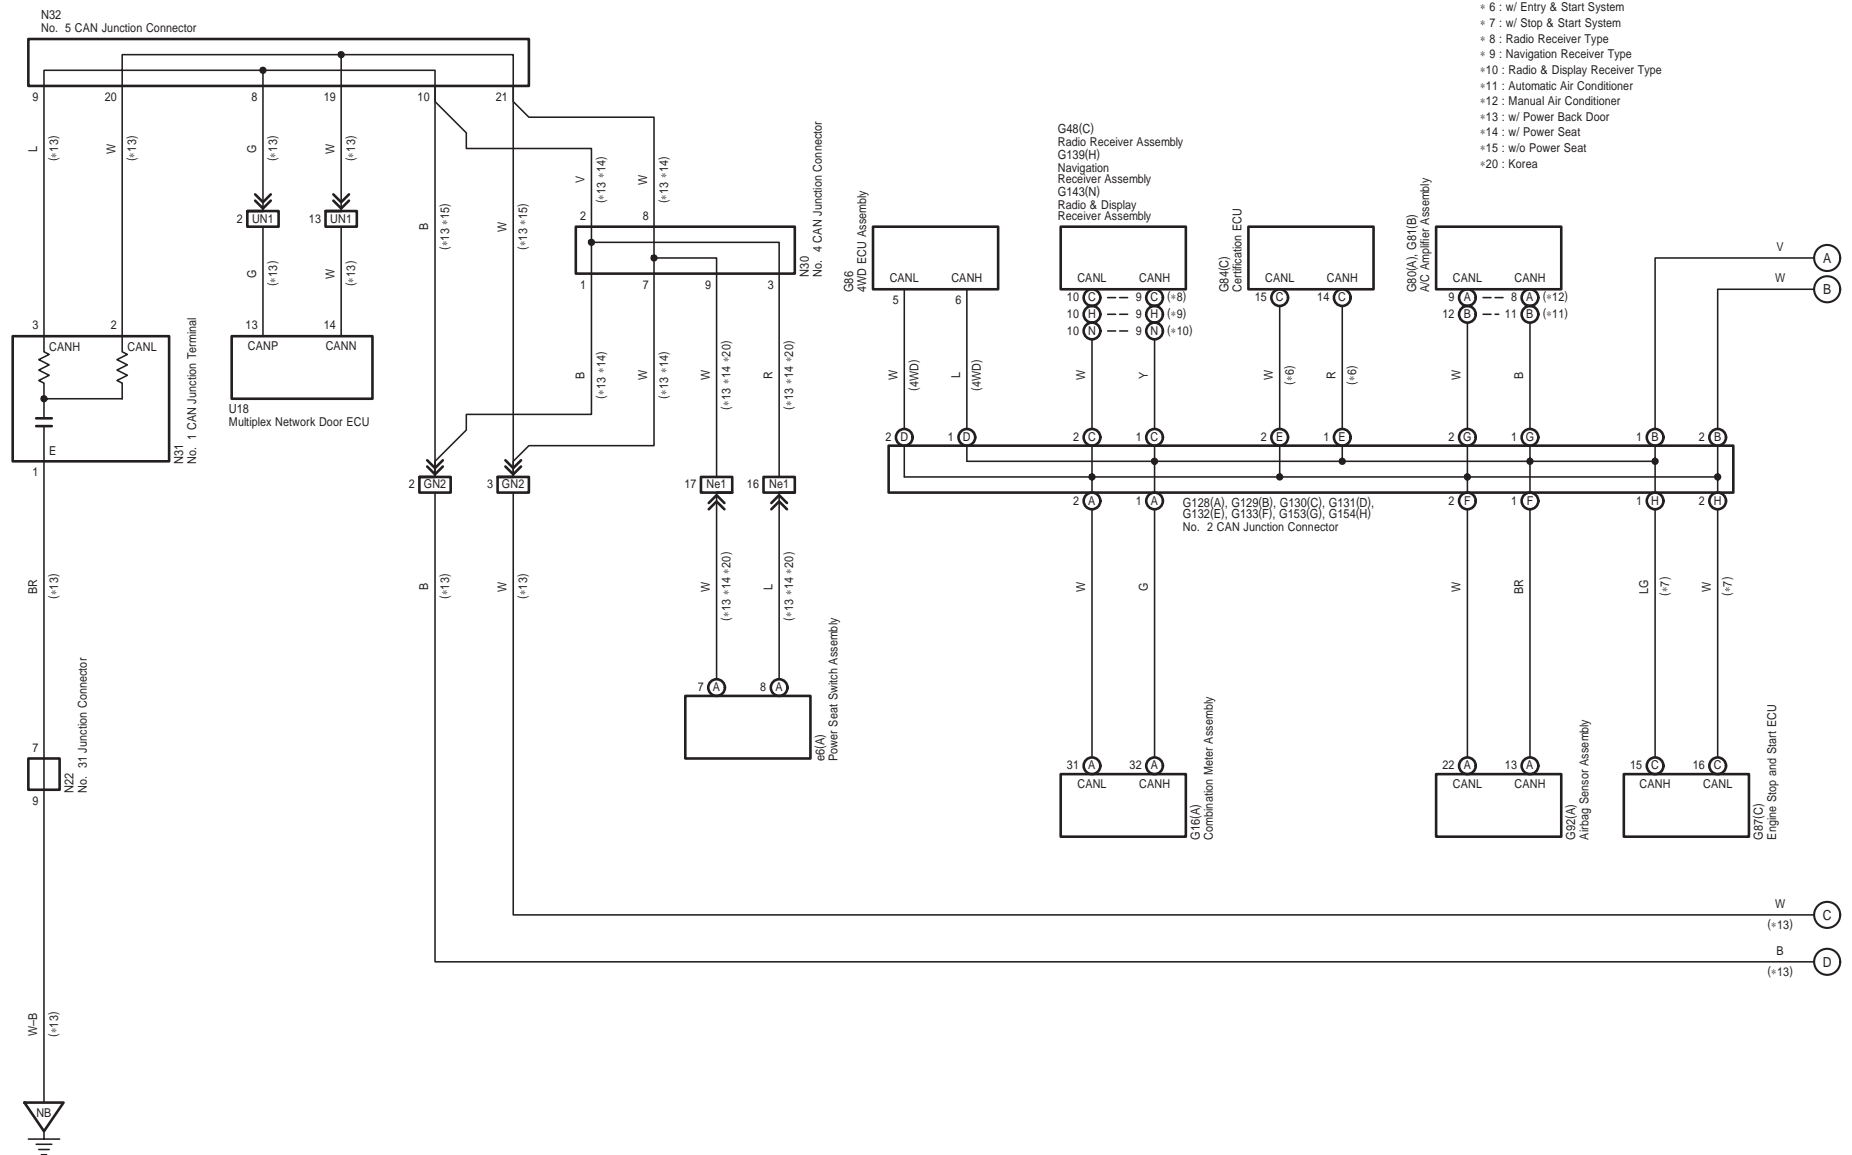 N32
No. 5 CAN Junction Connector
∗ 6 : w/ Entry & Start System
∗ 7 : w/ Stop & Start System
∗ 8 : Radio Receiver Type
∗ 9 : Navigation Receiver Type
∗10 : Radio & Display Receiver Type
∗11 : Automatic Air Conditioner
∗12 : Manual Air Conditioner
∗13 : w/ Power Back Door
∗14 : w/ Power Seat
∗15 : w/o Power Seat
∗20 : Korea
9 20 8 19 10 21
L (∗13)
W (∗13)
G (∗13)
W (∗13)
B (∗13 ∗15)
W (∗13 ∗15)
V (∗13 ∗14)
W (∗13 ∗14)
2 UN1
13 UN1
G (∗13)
W (∗13)
2 8
N30
No. 4 CAN Junction Connector
1 7 9 3
3 2
CANH CANL
E
1
N31
No. 1 CAN Junction Terminal
13 14
CANP CANN
U18
Multiplex Network Door ECU
B (∗13 ∗14)
W (∗13 ∗14)
W (∗13 ∗14 ∗20)
R (∗13 ∗14 ∗20)
2 GN2
3 GN2
17 Ne1
16 Ne1
BR (∗13)
B (∗13)
W (∗13)
W (∗13 ∗14 ∗20)
L (∗13 ∗14 ∗20)
7 A 8 A
e6(A)
Power Seat Switch Assembly
7
N22
No. 31 Junction Connector
9
W–B (∗13)
NB
G86
4WD ECU Assembly
CANL CANH
5 6
W (4WD)
L (4WD)
G48(C)
Radio Receiver Assembly
G139(H)
Navigation
Receiver Assembly
G143(N)
Radio & Display
Receiver Assembly
CANL CANH
10 C 9 C (∗8)
10 H 9 H (∗9)
10 N 9 N (∗10)
W Y
G84(C)
Certification ECU
CANL CANH
15 C 14 C
W (∗6)
R (∗6)
G80(A), G81(B)
A/C Amplifier Assembly
CANL CANH
9 A 8 A (∗12)
12 B 11 B (∗11)
W B
V A
W B
2 D 1 D 2 C 1 C 2 E 1 E 2 G 1 G 1 B 2 B
2 A 1 A 2 F 1 F 1 H 2 H
G128(A), G129(B), G130(C), G131(D),
G132(E), G133(F), G153(G), G154(H)
No. 2 CAN Junction Connector
W G W BR
LG (∗7)
W (∗7)
31 A 32 A
CANL CANH
G16(A)
Combination Meter Assembly
22 A 13 A
CANL CANH
G92(A)
Airbag Sensor Assembly
15 C 16 C
CANH CANL
G87(C)
Engine Stop and Start ECU
W (∗13) C
B (∗13) D